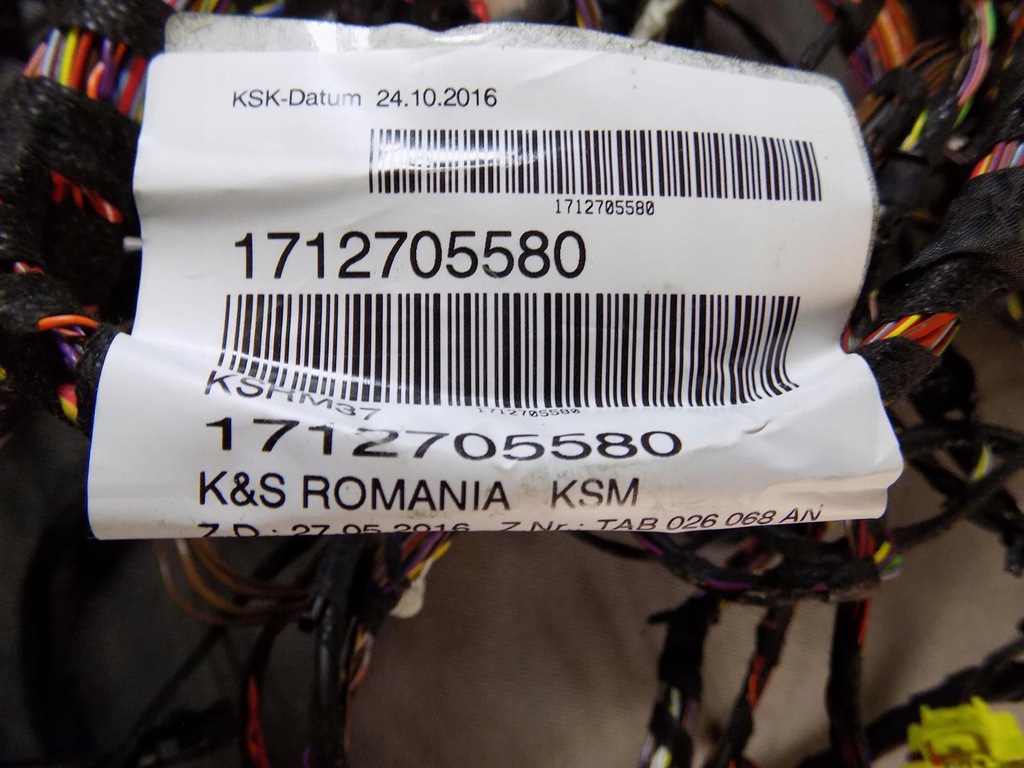 KSK-Datum 24.10.2016
1712705580
1712705580
KSHM37
1712705580
1712705580
K&S ROMANIA KSM
Z.D.: 27.05.2016 Z.Nr.: TAB 026 068 AN